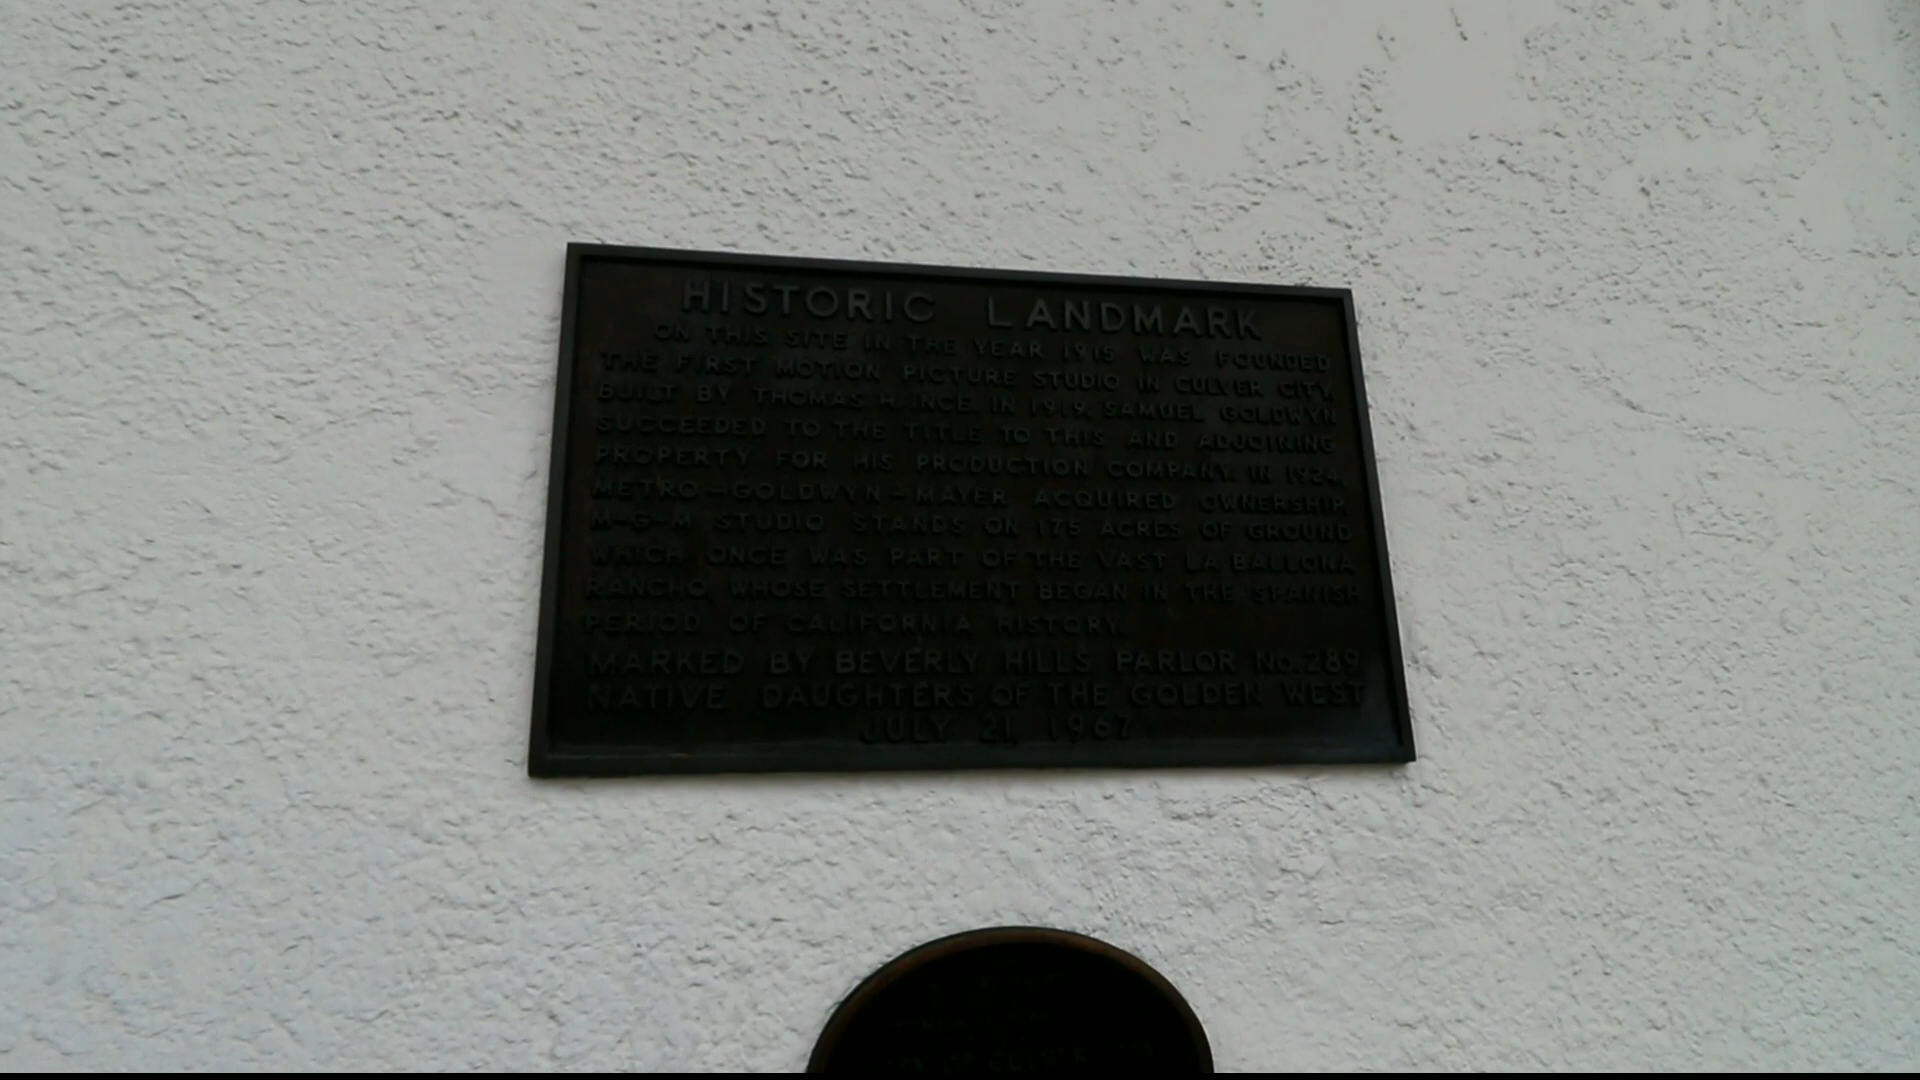 HISTORIC LANDMARK
ON THIS SITE IN THE YEAR 1915 WAS FOUNDED
THE FIRST MOTION PICTURE STUDIO IN CULVER CITY,
BUILT BY THOMAS H. INCE. IN 1919, SAMUEL GOLDWYN
SUCCEEDED TO THE TITLE TO THIS AND ADJOINING
PROPERTY FOR HIS PRODUCTION COMPANY. IN 1924,
METRO-GOLDWYN-MAYER ACQUIRED OWNERSHIP.
M-G-M STUDIO STANDS ON 175 ACRES OF GROUND
WHICH ONCE WAS PART OF THE VAST LA BALLONA
RANCHO, WHOSE SETTLEMENT BEGAN IN THE SPANISH
PERIOD OF CALIFORNIA HISTORY.
MARKED BY BEVERLY HILLS PARLOR No. 289
NATIVE DAUGHTERS OF THE GOLDEN WEST
JULY 21, 1967